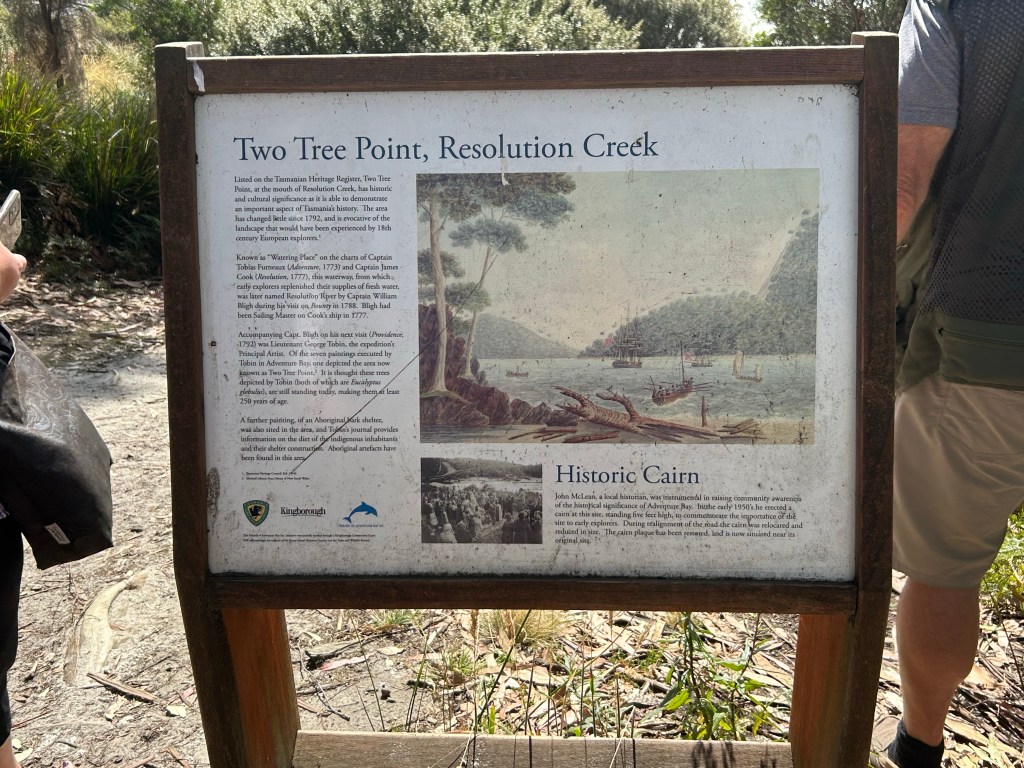 Two Tree Point, Resolution Creek
Listed on the Tasmanian Heritage Register, Two Tree
Point, at the mouth of Resolution Creek, has historic
and cultural significance as it is able to demonstrate
an important aspect of Tasmania's history. The area
has changed little since 1792, and is evocative of the
landscape that would have been experienced by 18th
century European explorers.¹
Known as "Watering Place" on the charts of Captain
Tobias Furneaux (Adventure, 1773) and Captain James
Cook (Resolution, 1777), this waterway, from which
early explorers replenished their supplies of fresh water,
was later named Resolution River by Captain William
Bligh during his visit on Bounty in 1788. Bligh had
been Sailing Master on Cook's ship in 1777.
Accompanying Capt. Bligh on his next visit (Providence,
1792) was Lieutenant George Tobin, the expedition's
Principal Artist. Of the seven paintings executed by
Tobin in Adventure Bay, one depicted the area now
known as Two Tree Point.² It is thought these trees
depicted by Tobin (both of which are Eucalyptus
globulus), are still standing today, making them at least
250 years of age.
A further painting, of an Aboriginal bark shelter,
was also sited in the area, and Tobin's journal provides
information on the diet of the indigenous inhabitants
and their shelter construction. Aboriginal artefacts have
been found in this area.
Kingborough
Historic Cairn
John McLean, a local historian, was instrumental in raising community awareness
of the historical significance of Adventure Bay. In the early 1950's he erected a
cairn at this site, standing five feet high, to commemorate the importance of the
site to early explorers. During realignment of the road the cairn was relocated and
reduced in size. The cairn plaque has been restored, and is now situated near its
original site.